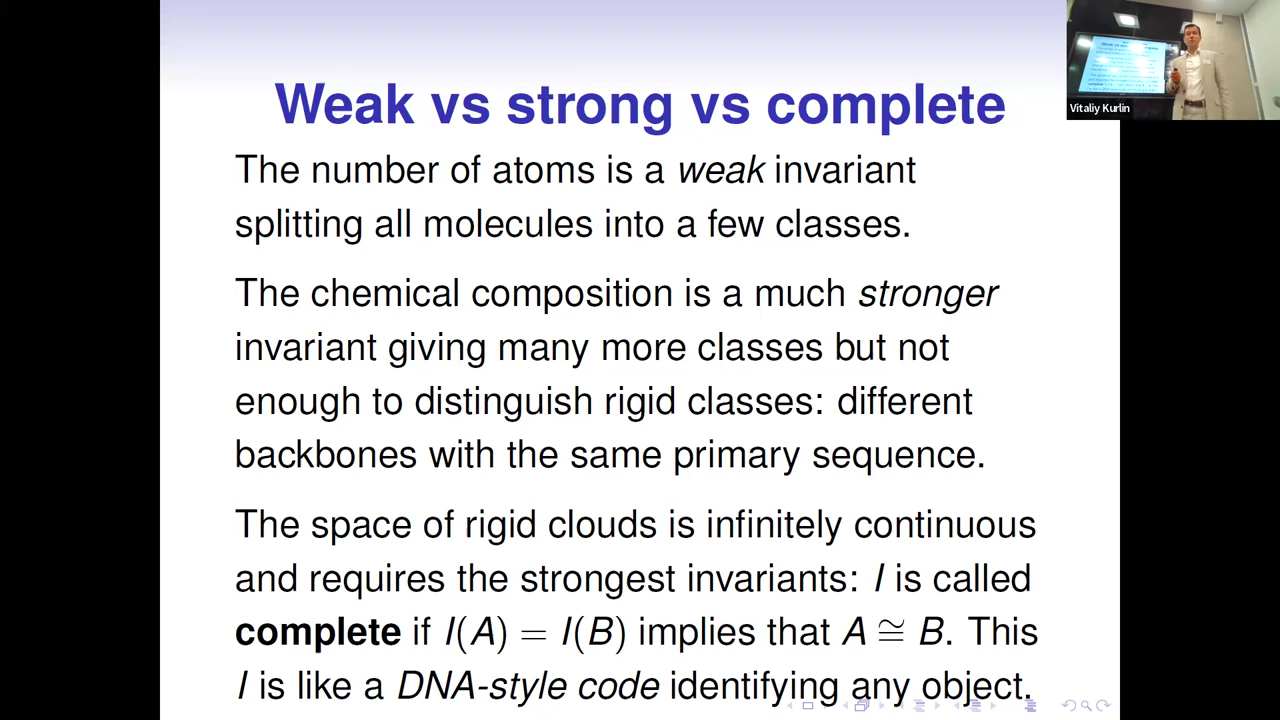 Weak vs strong vs complete
The number of atoms is a weak invariant
splitting all molecules into a few classes.
The chemical composition is a much stronger
invariant giving many more classes but not
enough to distinguish rigid classes: different
backbones with the same primary sequence.
The space of rigid clouds is infinitely continuous
and requires the strongest invariants: I is called
complete if I(A) = I(B) implies that A ≅ B. This
I is like a DNA-style code identifying any object.
Vitaliy Kurlin